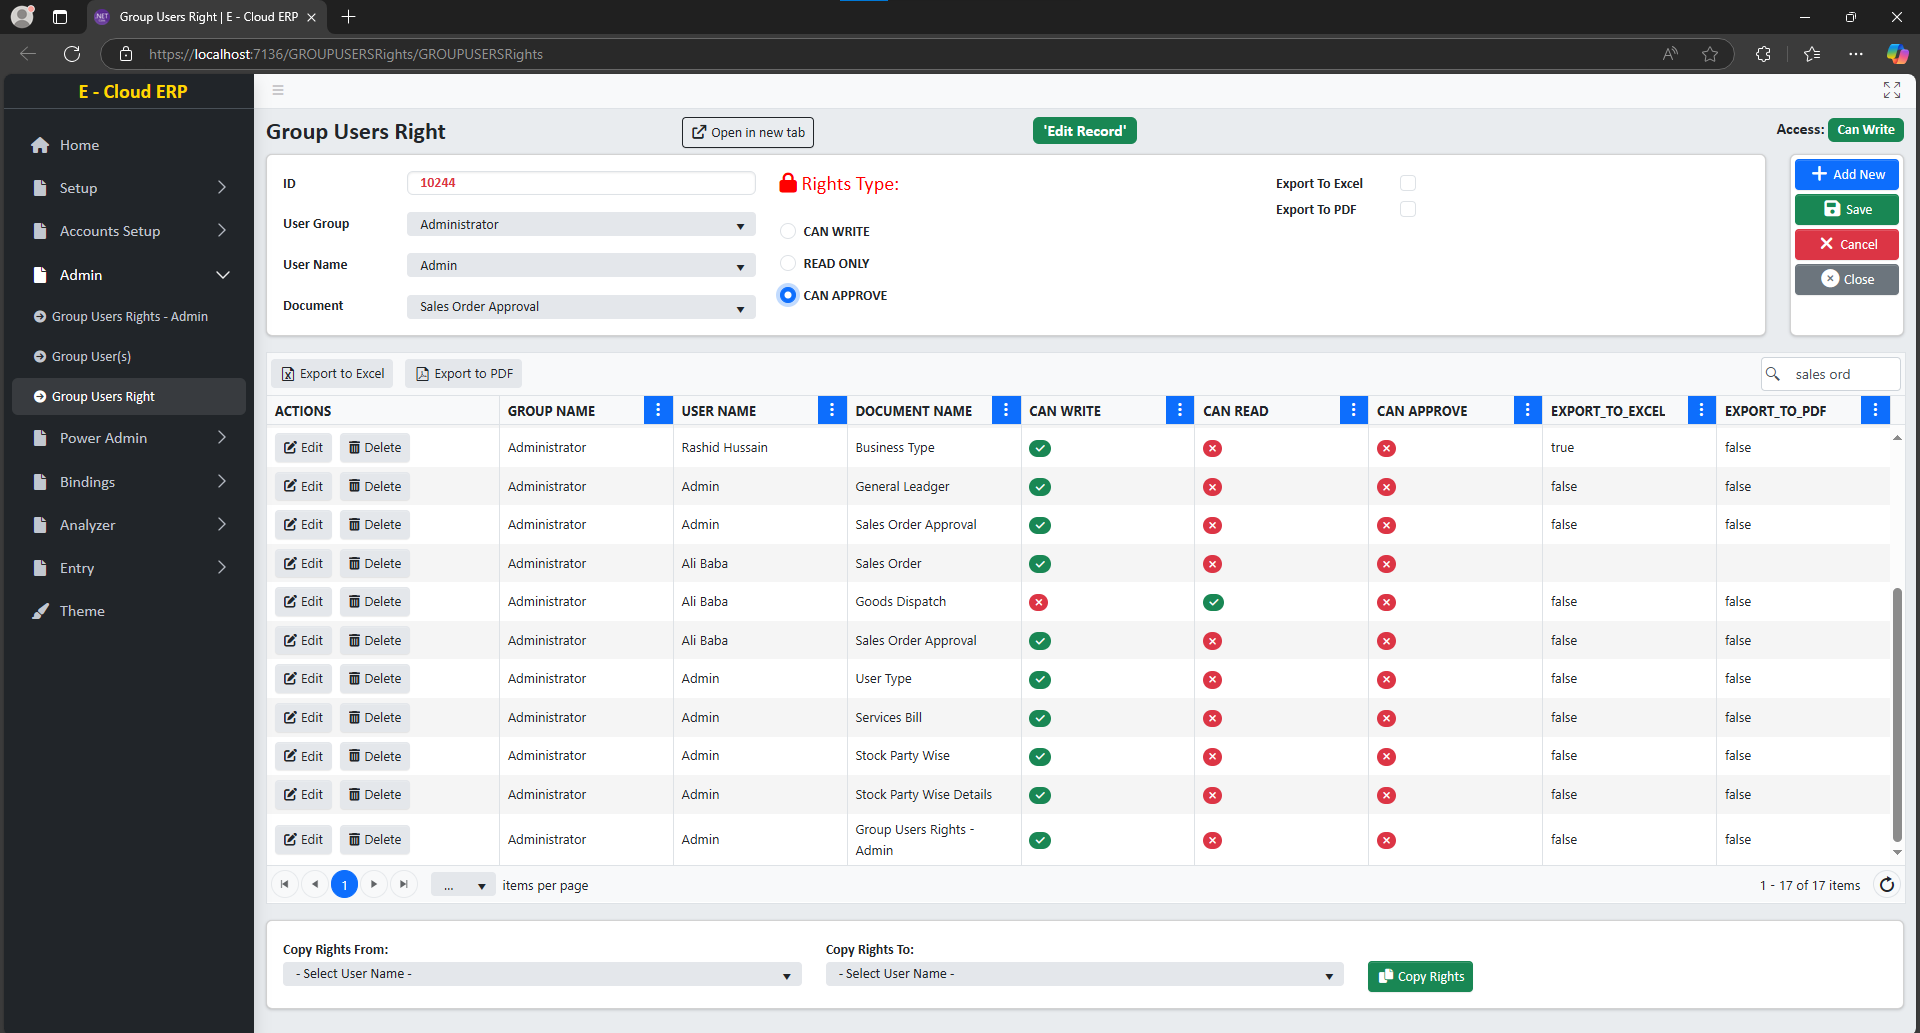 Group Users Right | E - Cloud ERP
https://localhost:7136/GROUPUSERSRights/GROUPUSERSRights
E - Cloud ERP
Home
Setup
Accounts Setup
Admin
Group Users Rights - Admin
Group User(s)
Group Users Right
Power Admin
Bindings
Analyzer
Entry
Theme
Group Users Right
Open in new tab
'Edit Record'
Access: Can Write
ID 10244
User Group Administrator
User Name Admin
Document Sales Order Approval
Rights Type:
CAN WRITE
READ ONLY
CAN APPROVE
Export To Excel
Export To PDF
Add New
Save
Cancel
Close
Export to Excel Export to PDF sales ord
ACTIONS GROUP NAME USER NAME DOCUMENT NAME CAN WRITE CAN READ CAN APPROVE EXPORT_TO_EXCEL EXPORT_TO_PDF
Edit Delete Administrator Rashid Hussain Business Type true false
Edit Delete Administrator Admin General Leadger false false
Edit Delete Administrator Admin Sales Order Approval false false
Edit Delete Administrator Ali Baba Sales Order
Edit Delete Administrator Ali Baba Goods Dispatch false false
Edit Delete Administrator Ali Baba Sales Order Approval false false
Edit Delete Administrator Admin User Type false false
Edit Delete Administrator Admin Services Bill false false
Edit Delete Administrator Admin Stock Party Wise false false
Edit Delete Administrator Admin Stock Party Wise Details false false
Edit Delete Administrator Admin Group Users Rights - Admin false false
1 ... items per page 1 - 17 of 17 items
Copy Rights From: Copy Rights To:
- Select User Name - - Select User Name - Copy Rights